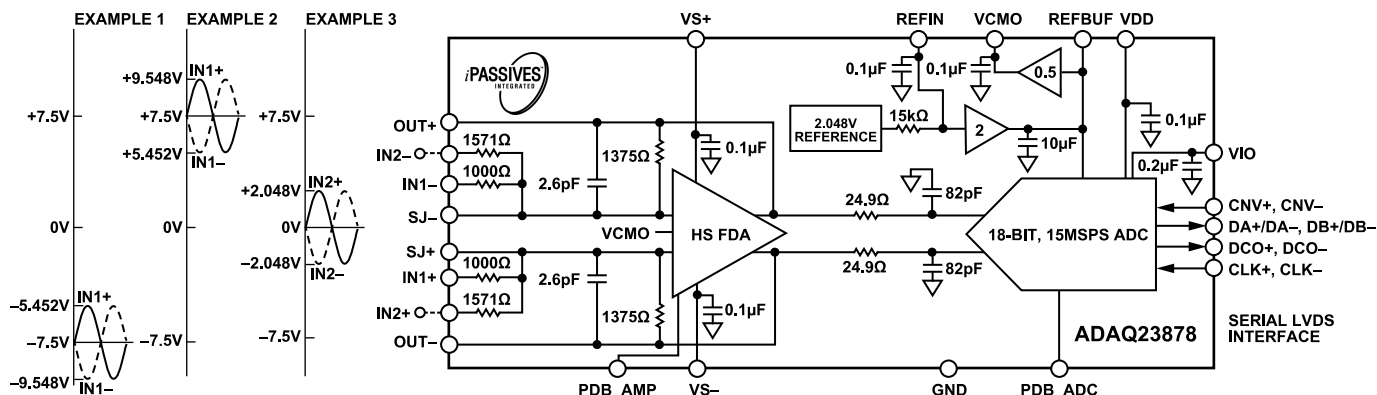 EXAMPLE 1
EXAMPLE 2
EXAMPLE 3
+7.5V
0V
–5.452V
IN1+
–7.5V
–9.548V
IN1–
+9.548V
IN1+
+7.5V
+5.452V
IN1–
0V
–7.5V
+7.5V
+2.048V
IN2+
0V
–2.048V
IN2–
–7.5V
VS+
REFIN
VCMO
REFBUF
VDD
iPASSIVES™
INTEGRATED
0.1µF
0.1µF
0.5
2.048V
REFERENCE
15kΩ
2
10µF
0.1µF
0.2µF
VIO
OUT+
IN2–
1571Ω
IN1–
1000Ω
SJ–
2.6pF
1375Ω
0.1µF
VCMO
HS FDA
24.9Ω
82pF
18-BIT, 15MSPS ADC
CNV+, CNV–
DA+/DA–, DB+/DB–
DCO+, DCO–
CLK+, CLK–
SJ+
1000Ω
IN1+
1571Ω
IN2+
OUT–
2.6pF
1375Ω
0.1µF
24.9Ω
82pF
ADAQ23878
SERIAL LVDS
INTERFACE
PDB_AMP
VS–
GND
PDB_ADC